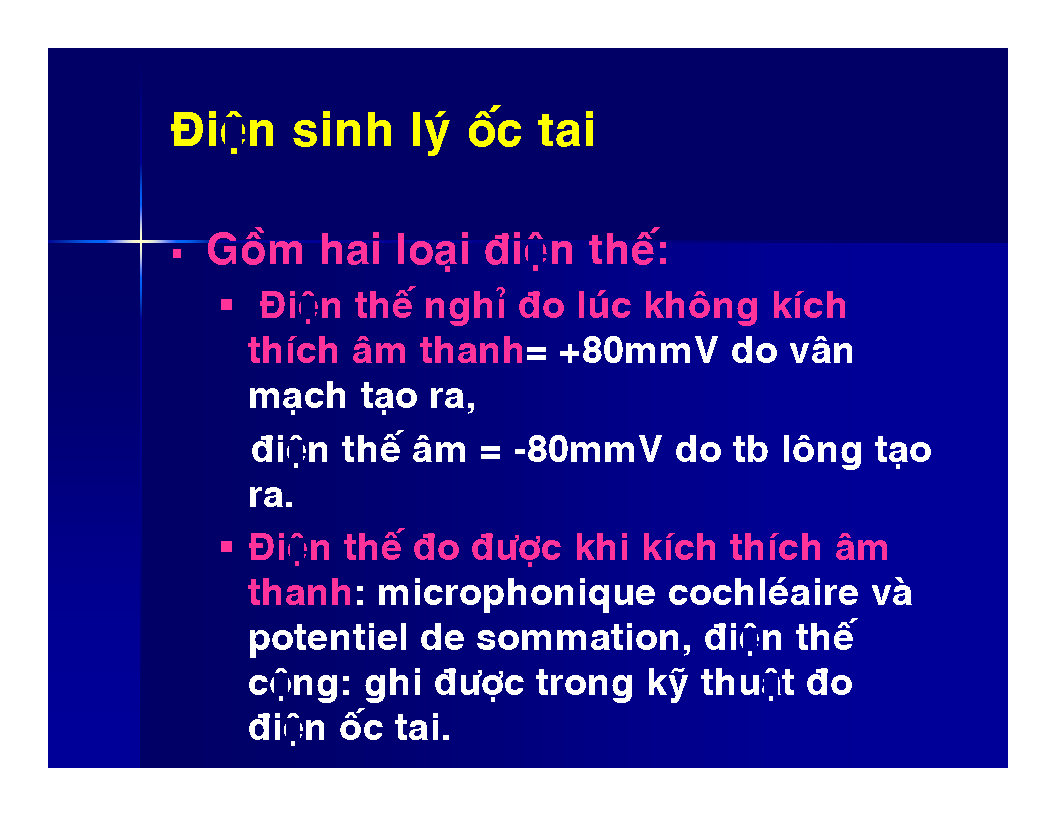 Điện sinh lý ốc tai
▪ Gồm hai loại điện thế:
▪ Điện thế nghỉ đo lúc không kích
thích âm thanh= +80mmV do vân
mạch tạo ra,
điện thế âm = -80mmV do tb lông tạo
ra.
▪ Điện thế đo được khi kích thích âm
thanh: microphonique cochléaire và
potentiel de sommation, điện thế
cộng: ghi được trong kỹ thuật đo
điện ốc tai.